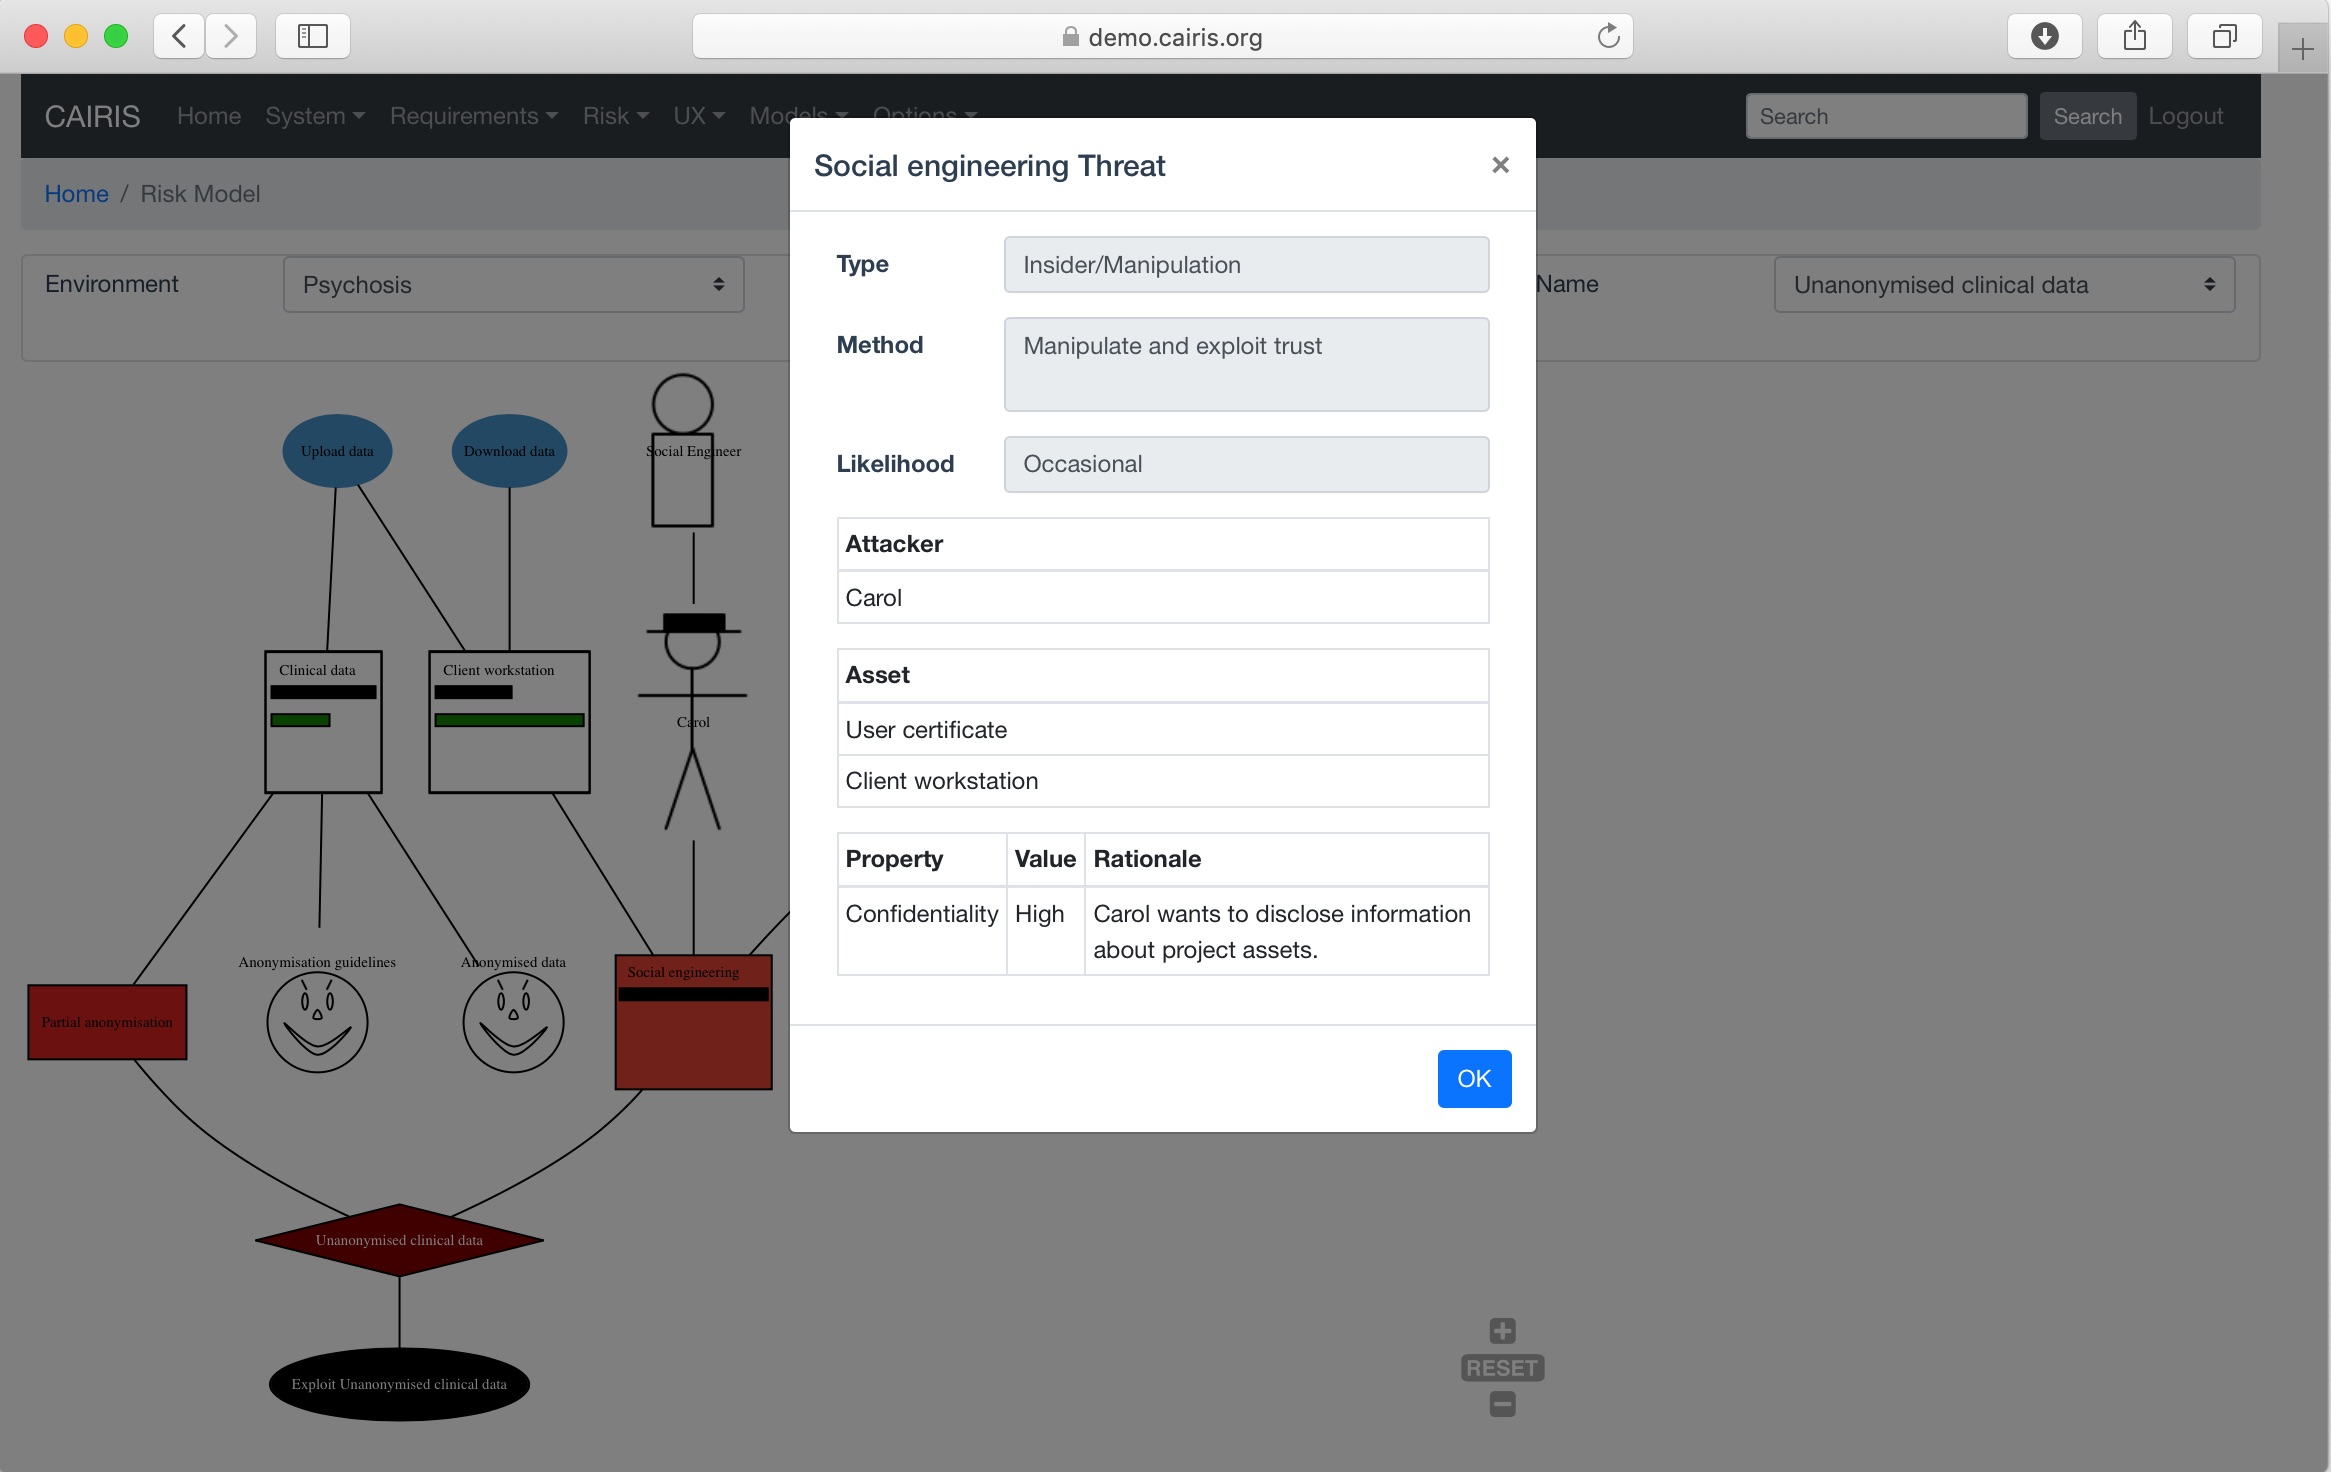 demo.cairis.org
CAIRIS Home System Requirements Risk UX Models Options Search Search Logout
Home / Risk Model
Environment Psychosis Name Unanonymised clinical data
Social engineering Threat ×
Type Insider/Manipulation
Method Manipulate and exploit trust
Likelihood Occasional
Attacker
Carol
Asset
User certificate
Client workstation
Property Value Rationale
Confidentiality High Carol wants to disclose information
about project assets.
OK
Upload data Download data Social Engineer
Clinical data Client workstation
Carol
Anonymisation guidelines Anonymised data Social engineering
Partial anonymisation
Unanonymised clinical data
Exploit Unanonymised clinical data
RESET